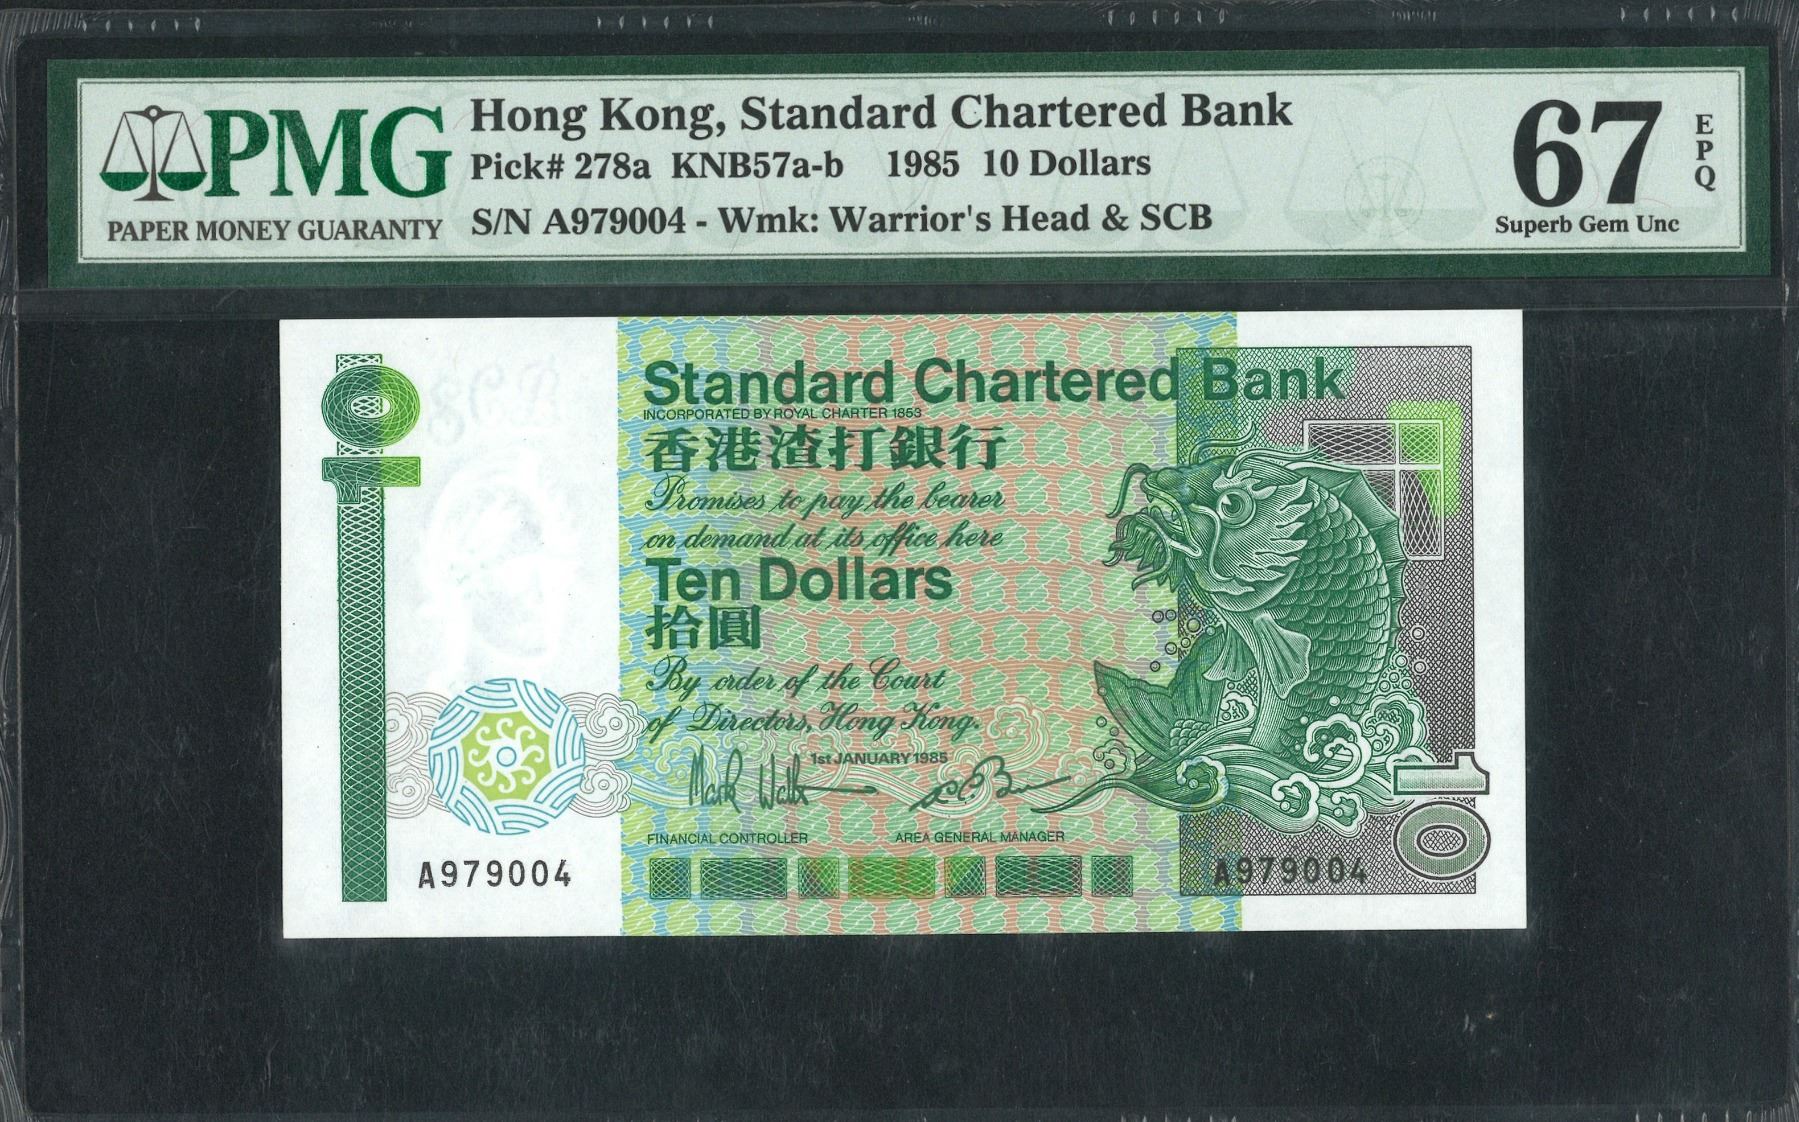 PMG
PAPER MONEY GUARANTY
Hong Kong, Standard Chartered Bank
Pick# 278a KNB57a-b 1985 10 Dollars
S/N A979004 - Wmk: Warrior's Head & SCB
67
EPQ
Superb Gem Unc
10
Standard Chartered Bank
INCORPORATED BY ROYAL CHARTER 1853
香港渣打銀行
Promises to pay the bearer
on demand at its office here
Ten Dollars
拾圓
By order of the Court
of Directors, Hong Kong.
1st JANUARY 1985
FINANCIAL CONTROLLER
AREA GENERAL MANAGER
A979004
A979004
10